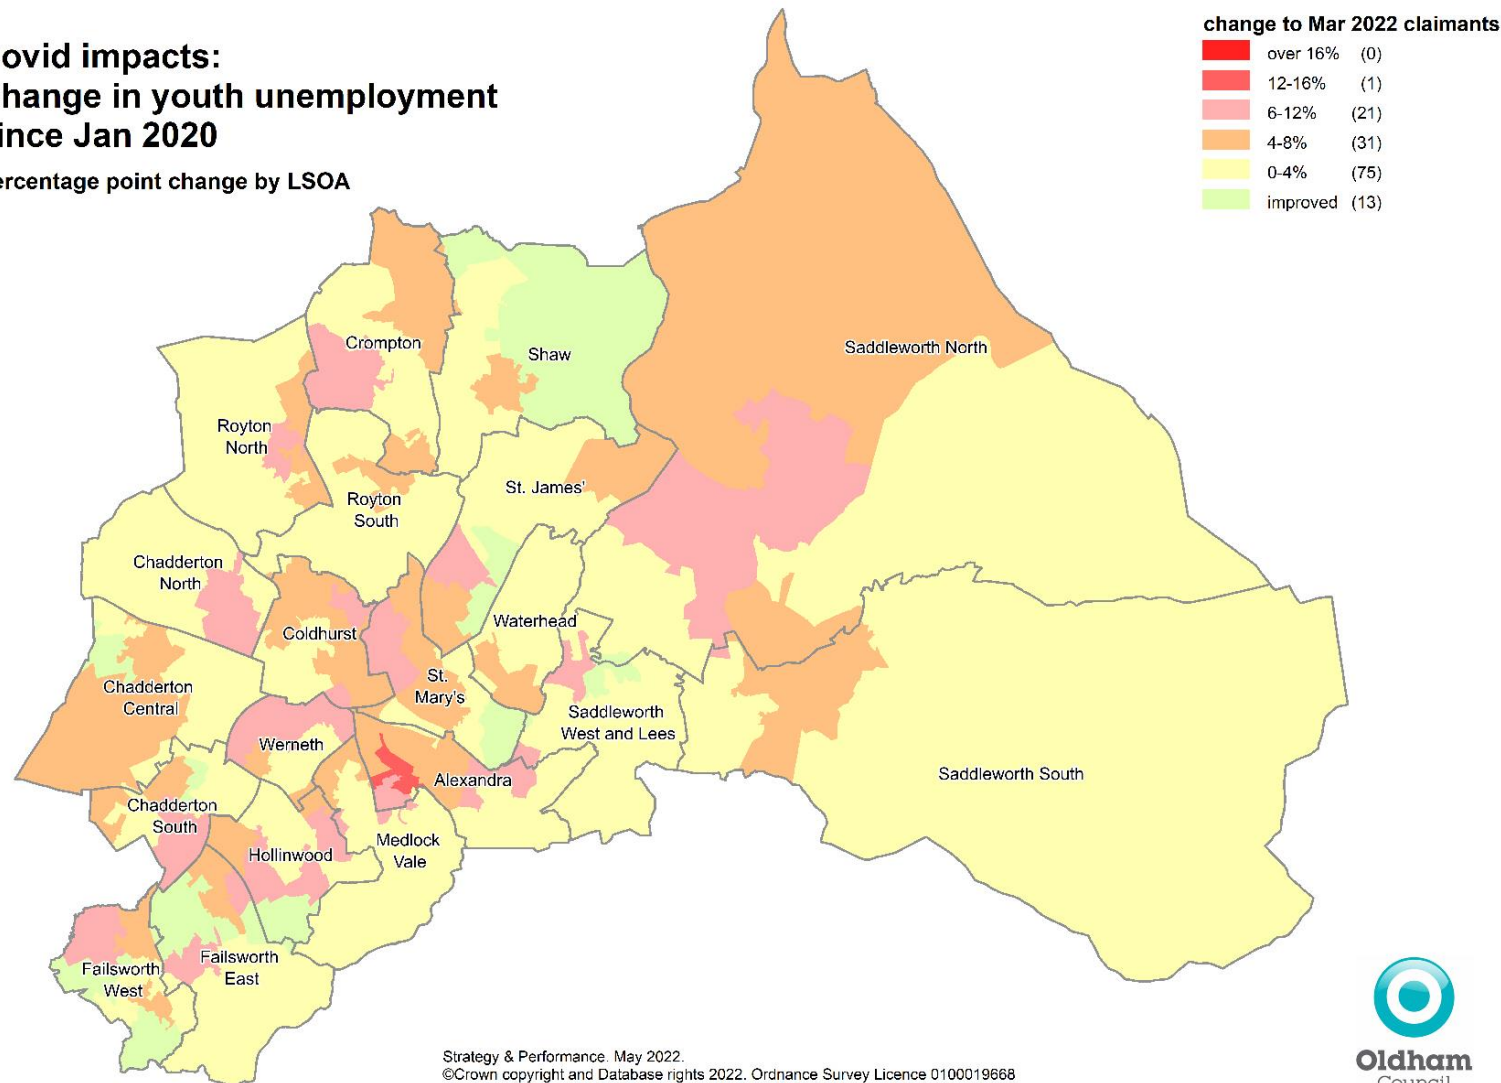 ovid impacts:
hange in youth unemployment
ince Jan 2020
ercentage point change by LSOA
change to Mar 2022 claimants
over 16% (0)
12-16% (1)
6-12% (21)
4-8% (31)
0-4% (75)
improved (13)
Crompton
Shaw
Saddleworth North
Royton
North
Royton
South
St. James'
Chadderton
North
Coldhurst
Waterhead
Chadderton
Central
St.
Mary's
Saddleworth
West and Lees
Werneth
Alexandra
Saddleworth South
Chadderton
South
Hollinwood
Medlock
Vale
Failsworth
West
Failsworth
East
Strategy & Performance. May 2022.
©Crown copyright and Database rights 2022. Ordnance Survey Licence 0100019668
Oldham
Council